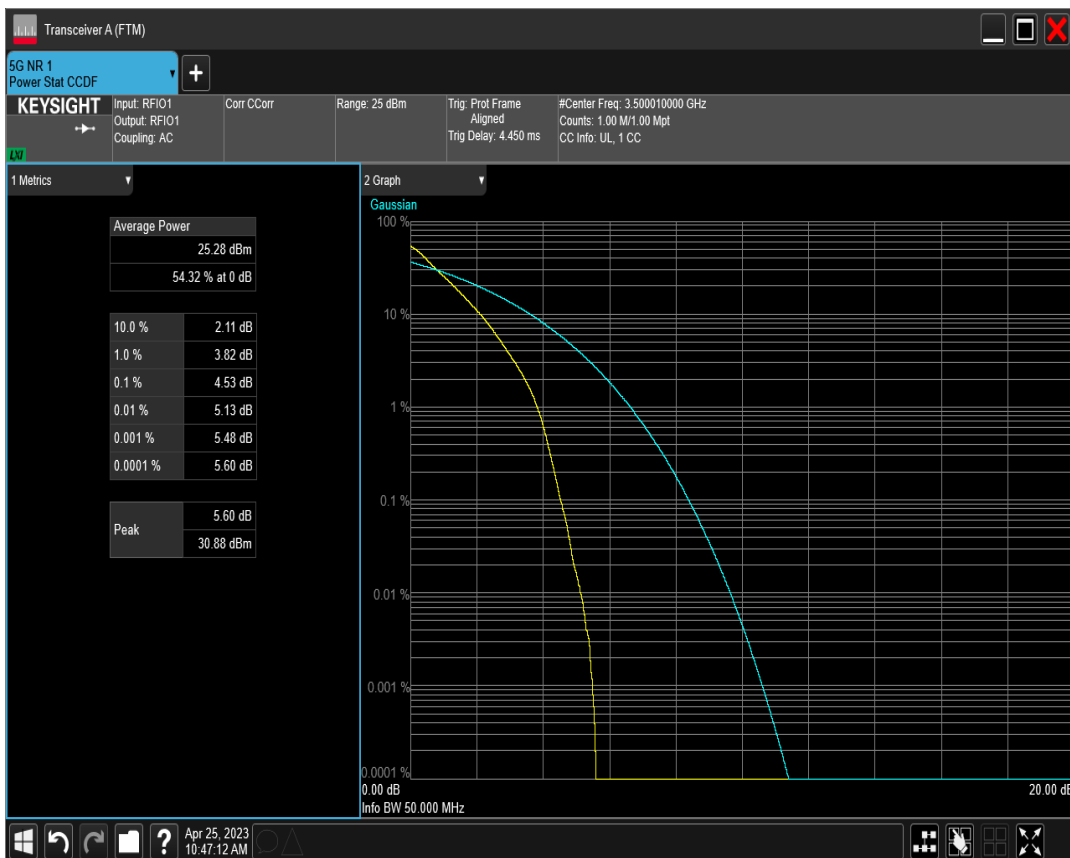 Transceiver A (FTM)
5G NR 1
Power Stat CCDF
+
KEYSIGHT
LXI
Input: RFIO1
Output: RFIO1
Coupling: AC
Corr CCorr
Range: 25 dBm
Trig: Prot Frame
Aligned
Trig Delay: 4.450 ms
#Center Freq: 3.500010000 GHz
Counts: 1.00 M/1.00 Mpt
CC Info: UL, 1 CC
1 Metrics
Average Power
25.28 dBm
54.32 % at 0 dB
10.0 % 2.11 dB
1.0 % 3.82 dB
0.1 % 4.53 dB
0.01 % 5.13 dB
0.001 % 5.48 dB
0.0001 % 5.60 dB
Peak 5.60 dB
30.88 dBm
2 Graph
Gaussian
100 %
10 %
1 %
0.1 %
0.01 %
0.001 %
0.0001 %
0.00 dB 20.00 dB
Info BW 50.000 MHz
? Apr 25, 2023
10:47:12 AM